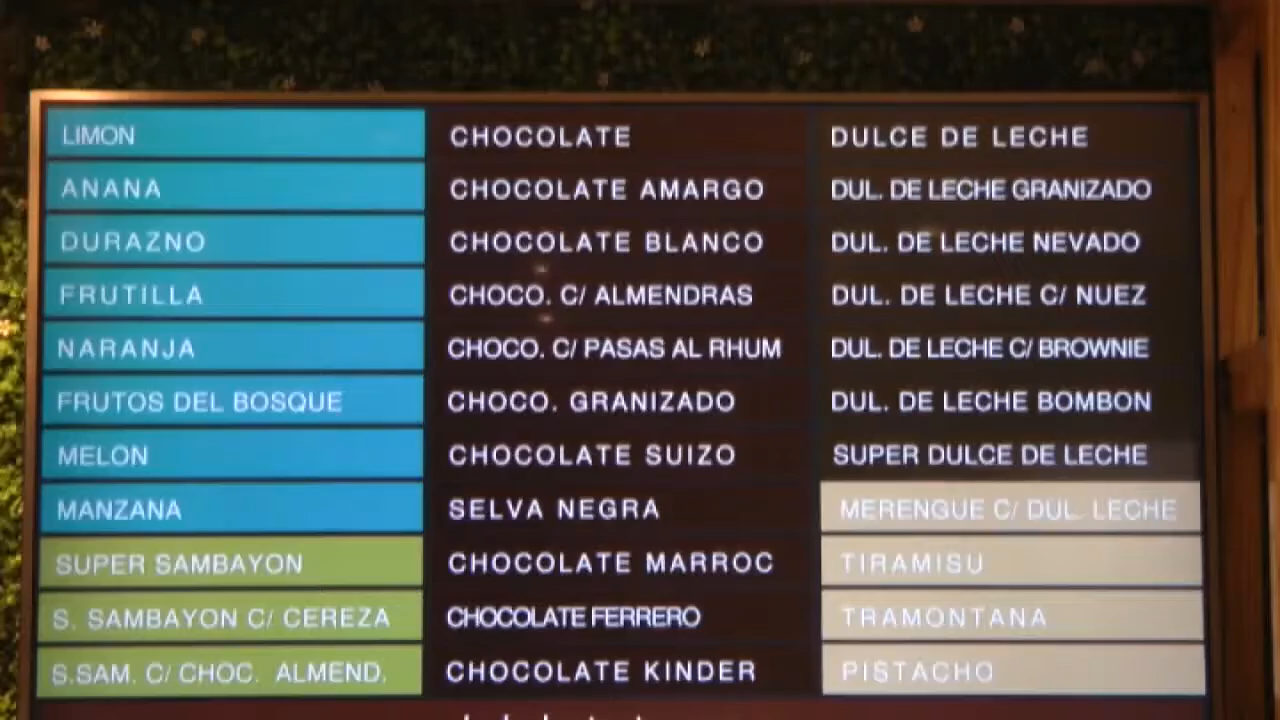 LIMON
ANANA
DURAZNO
FRUTILLA
NARANJA
FRUTOS DEL BOSQUE
MELON
MANZANA
SUPER SAMBAYON
S. SAMBAYON C/ CEREZA
S.SAM. C/ CHOC. ALMEND.
CHOCOLATE
CHOCOLATE AMARGO
CHOCOLATE BLANCO
CHOCO. C/ ALMENDRAS
CHOCO. C/ PASAS AL RHUM
CHOCO. GRANIZADO
CHOCOLATE SUIZO
SELVA NEGRA
CHOCOLATE MARROC
CHOCOLATE FERRERO
CHOCOLATE KINDER
DULCE DE LECHE
DUL. DE LECHE GRANIZADO
DUL. DE LECHE NEVADO
DUL. DE LECHE C/ NUEZ
DUL. DE LECHE C/ BROWNIE
DUL. DE LECHE BOMBON
SUPER DULCE DE LECHE
MERENGUE C/ DUL. LECHE
TIRAMISU
TRAMONTANA
PISTACHO